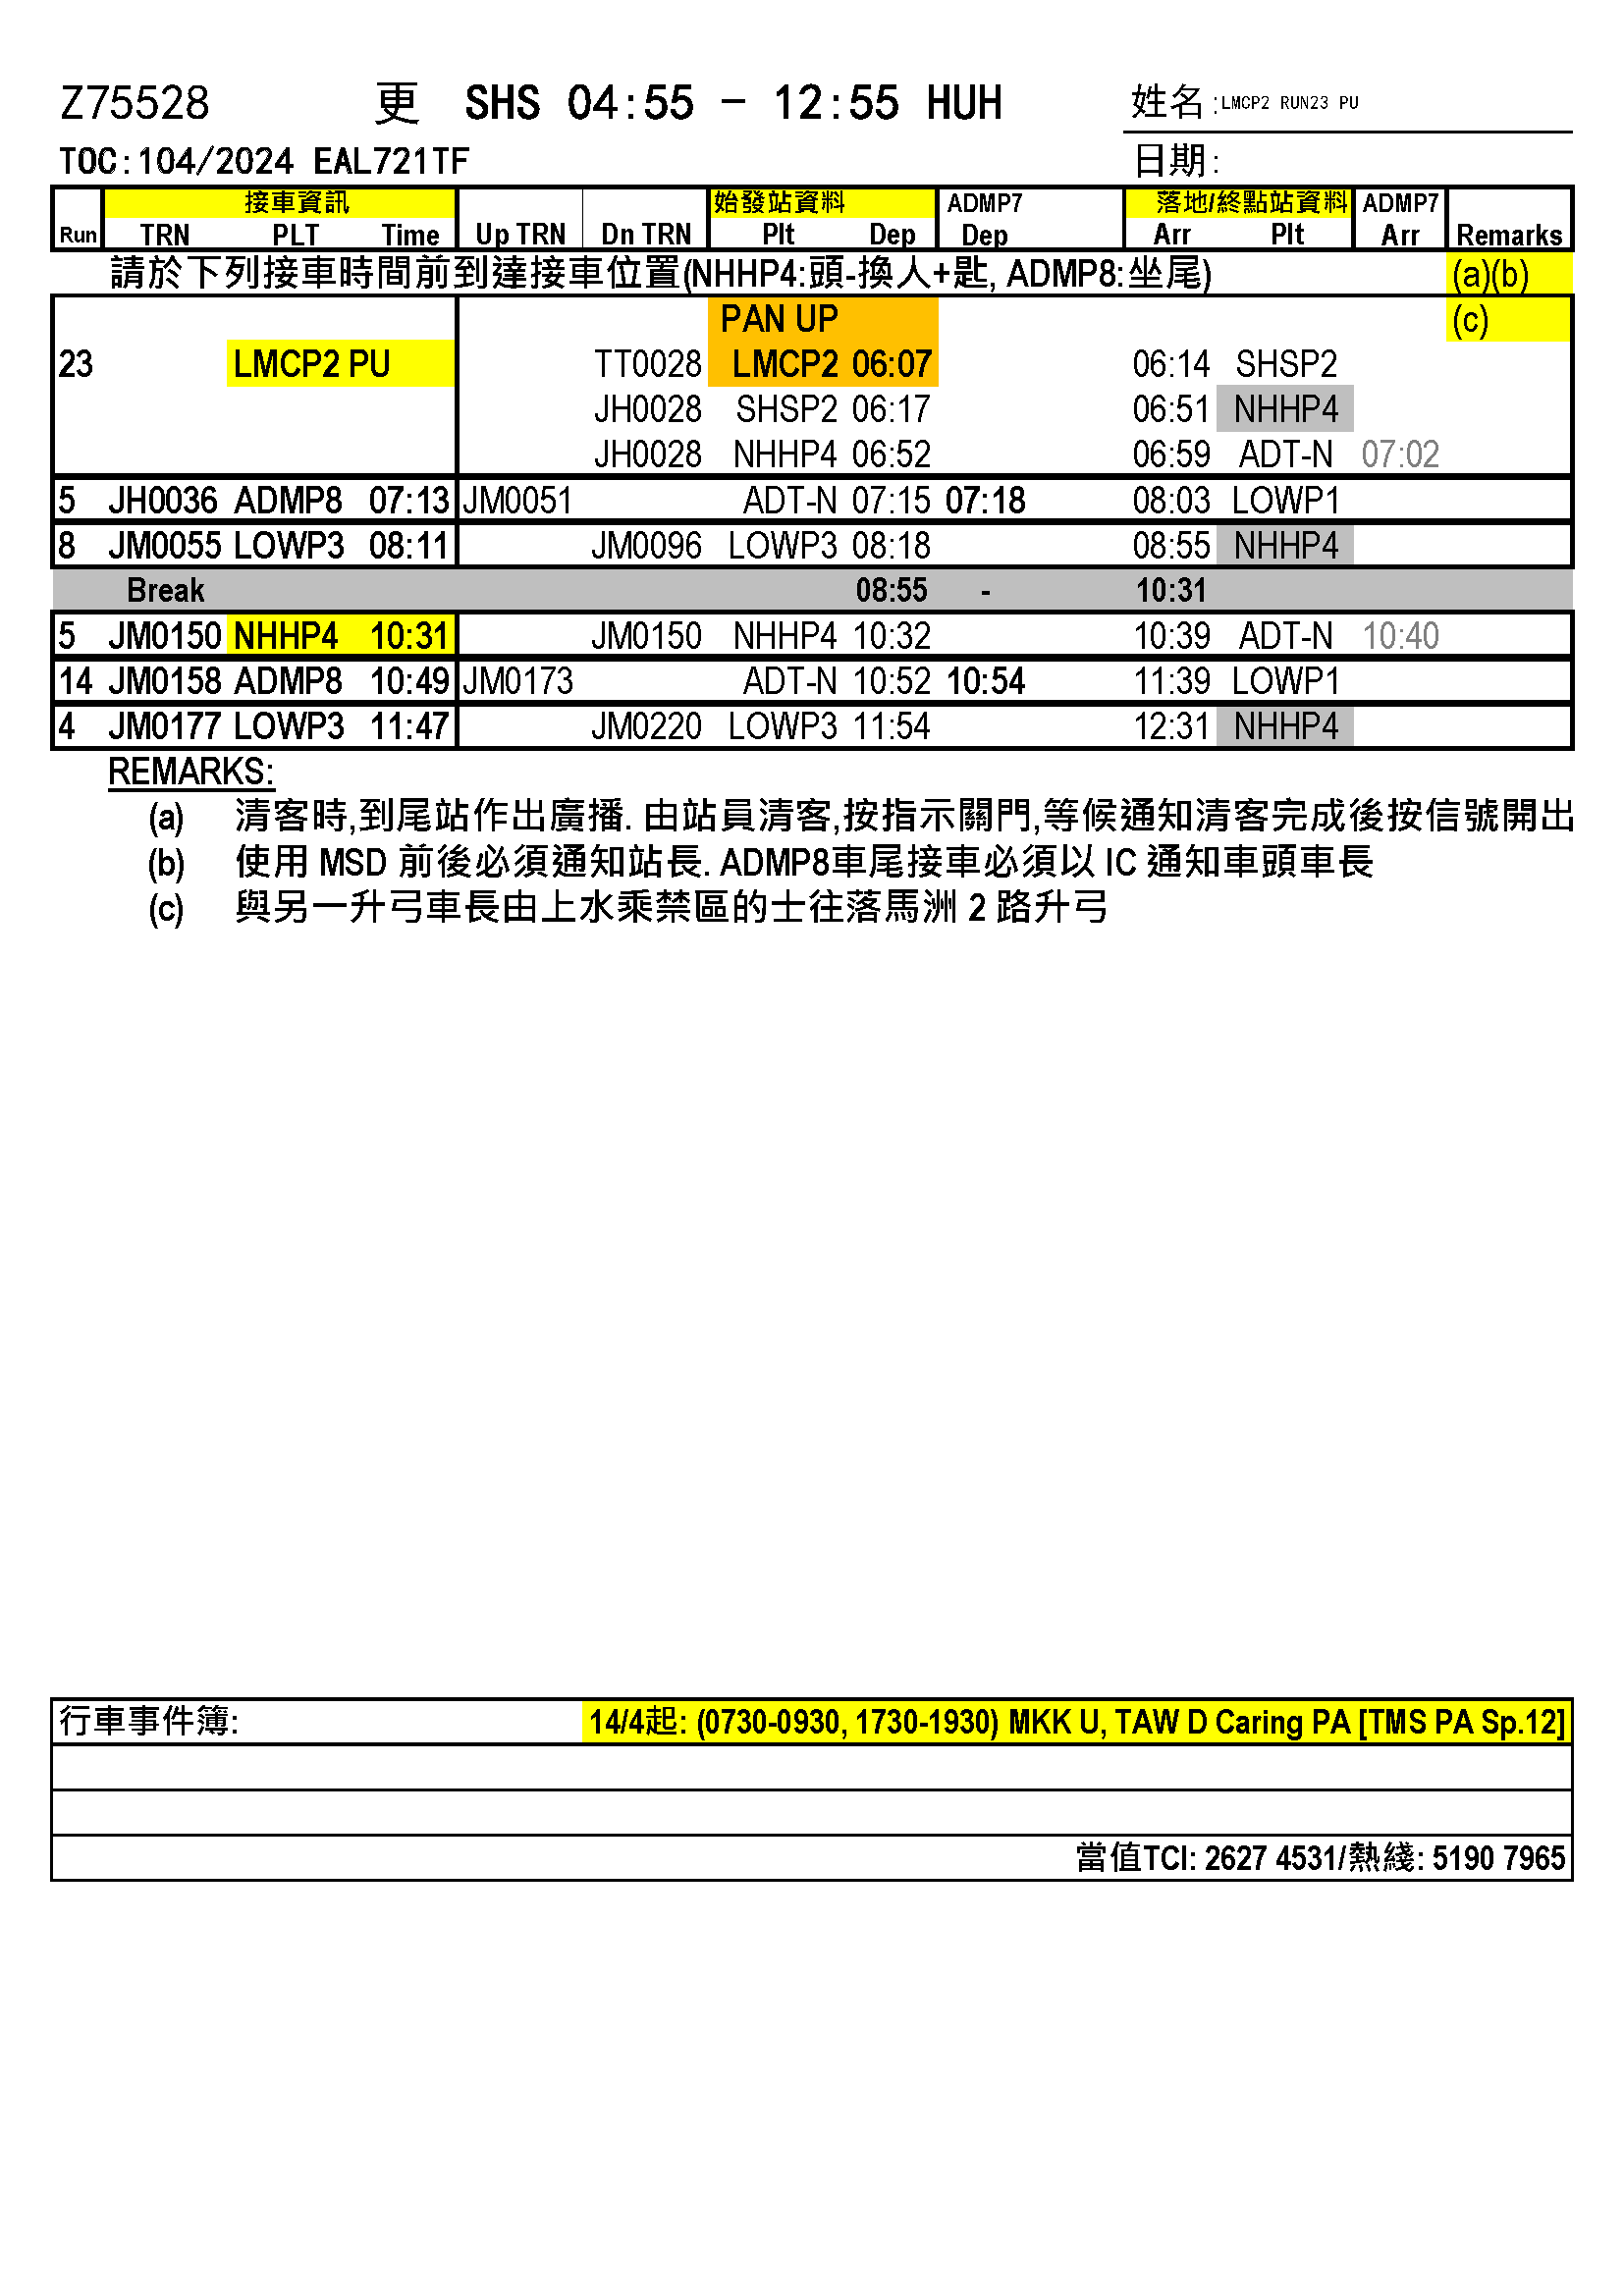 Z75528 更 SHS 04:55 - 12:55 HUH 姓名:LMCP2 RUN23 PU
TOC:104/2024 EAL721TF 日期:
接車資訊 始發站資料 ADMP7 落地/終點站資料 ADMP7
Run TRN PLT Time Up TRN Dn TRN Plt Dep Dep Arr Plt Arr Remarks
請於下列接車時間前到達接車位置(NHHP4:頭-換人+匙, ADMP8:坐尾) (a)(b)
PAN UP (c)
23 LMCP2 PU TT0028 LMCP2 06:07 06:14 SHSP2
JH0028 SHSP2 06:17 06:51 NHHP4
JH0028 NHHP4 06:52 06:59 ADT-N 07:02
5 JH0036 ADMP8 07:13 JM0051 ADT-N 07:15 07:18 08:03 LOWP1
8 JM0055 LOWP3 08:11 JM0096 LOWP3 08:18 08:55 NHHP4
Break 08:55 - 10:31
5 JM0150 NHHP4 10:31 JM0150 NHHP4 10:32 10:39 ADT-N 10:40
14 JM0158 ADMP8 10:49 JM0173 ADT-N 10:52 10:54 11:39 LOWP1
4 JM0177 LOWP3 11:47 JM0220 LOWP3 11:54 12:31 NHHP4
REMARKS:
(a) 清客時,到尾站作出廣播. 由站員清客,按指示關門,等候通知清客完成後按信號開出
(b) 使用 MSD 前後必須通知站長. ADMP8車尾接車必須以 IC 通知車頭車長
(c) 與另一升弓車長由上水乘禁區的士往落馬洲 2 路升弓
行車事件簿: 14/4起: (0730-0930, 1730-1930) MKK U, TAW D Caring PA [TMS PA Sp.12]
當值TCI: 2627 4531/熱綫: 5190 7965